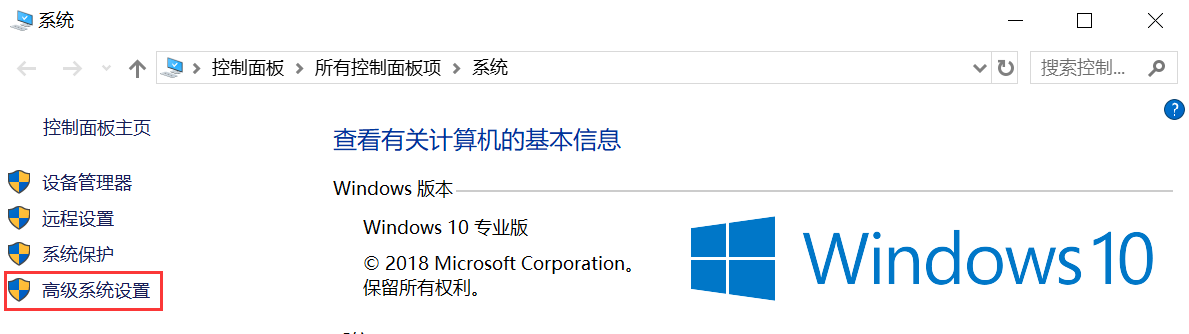 系统
控制面板 所有控制面板项 系统
搜索控制...
?
控制面板主页
设备管理器
远程设置
系统保护
高级系统设置
查看有关计算机的基本信息
Windows 版本
Windows 10 专业版
© 2018 Microsoft Corporation。
保留所有权利。
Windows 10